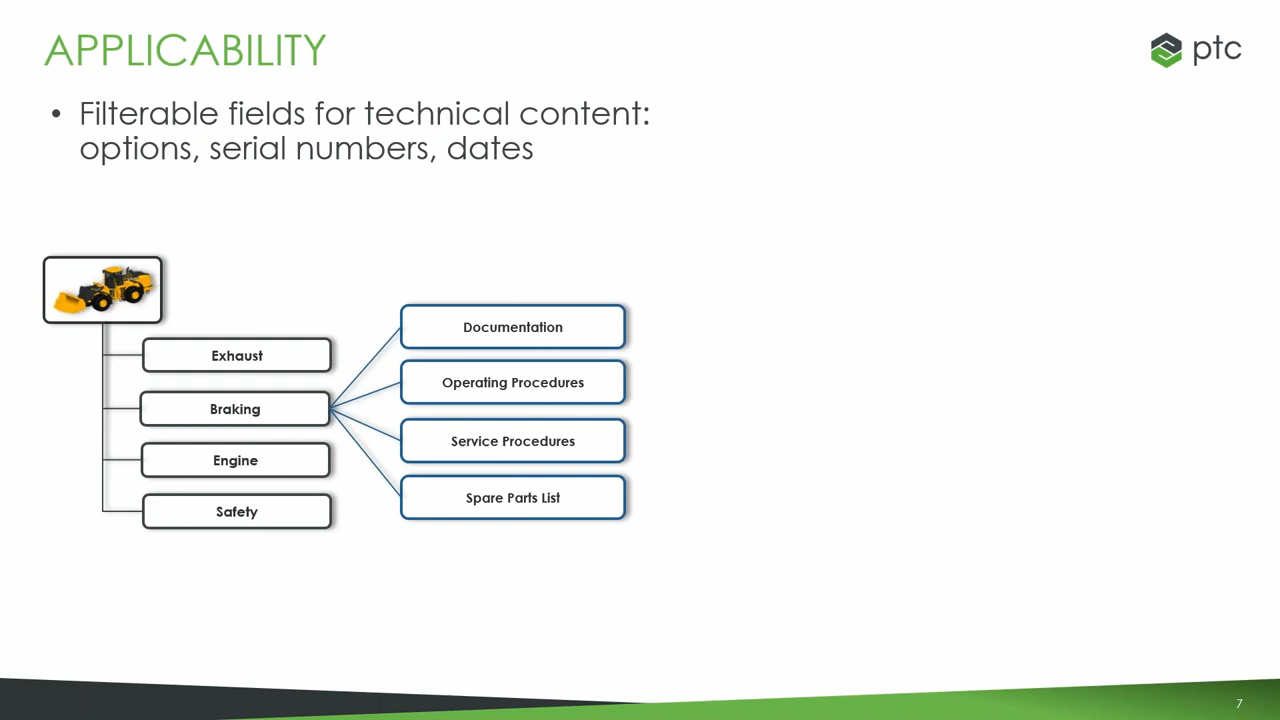 APPLICABILITY
ptc
• Filterable fields for technical content:
options, serial numbers, dates
Exhaust
Braking
Engine
Safety
Documentation
Operating Procedures
Service Procedures
Spare Parts List
7